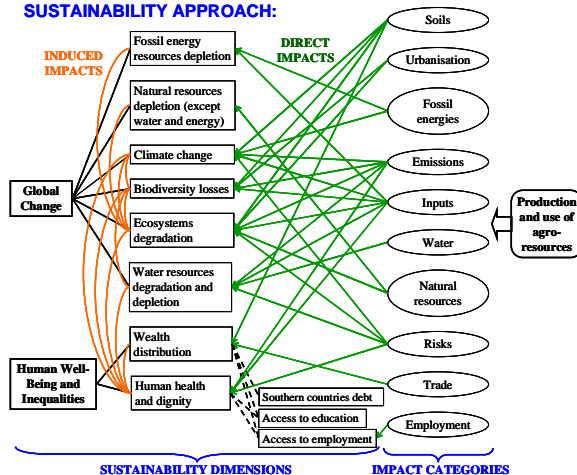 SUSTAINABILITY APPROACH:
INDUCED
IMPACTS
DIRECT
IMPACTS
Fossil energy
resources depletion
Natural resources
depletion (except
water and energy)
Climate change
Biodiversity losses
Ecosystems
degradation
Water resources
degradation and
depletion
Wealth
distribution
Human health
and dignity
Global
Change
Human Well-
Being and
Inequalities
Southern countries debt
Access to education
Access to employment
Soils
Urbanisation
Fossil
energies
Emissions
Inputs
Water
Natural
resources
Risks
Trade
Employment
Production
and use of
agro-
resources
SUSTAINABILITY DIMENSIONS
IMPACT CATEGORIES